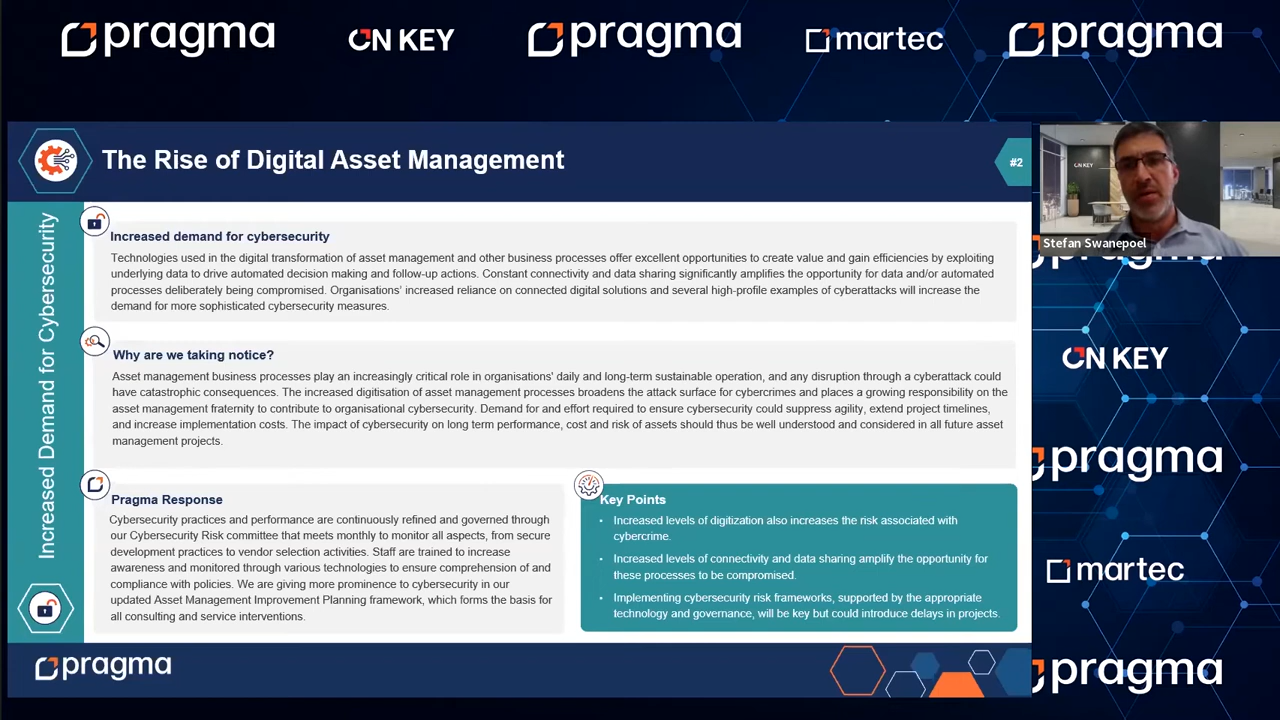 pragma
ON KEY
pragma
martec
pragma
The Rise of Digital Asset Management
#2
ON KEY
Stefan Swanepoel
Increased Demand for Cybersecurity
Increased demand for cybersecurity
Technologies used in the digital transformation of asset management and other business processes offer excellent opportunities to create value and gain efficiencies by exploiting
underlying data to drive automated decision making and follow-up actions. Constant connectivity and data sharing significantly amplifies the opportunity for data and/or automated
processes deliberately being compromised. Organisations' increased reliance on connected digital solutions and several high-profile examples of cyberattacks will increase the
demand for more sophisticated cybersecurity measures.
Why are we taking notice?
Asset management business processes play an increasingly critical role in organisations' daily and long-term sustainable operation, and any disruption through a cyberattack could
have catastrophic consequences. The increased digitisation of asset management processes broadens the attack surface for cybercrimes and places a growing responsibility on the
asset management fraternity to contribute to organisational cybersecurity. Demand for and effort required to ensure cybersecurity could suppress agility, extend project timelines,
and increase implementation costs. The impact of cybersecurity on long term performance, cost and risk of assets should thus be well understood and considered in all future asset
management projects.
Pragma Response
Cybersecurity practices and performance are continuously refined and governed through
our Cybersecurity Risk committee that meets monthly to monitor all aspects, from secure
development practices to vendor selection activities. Staff are trained to increase
awareness and monitored through various technologies to ensure comprehension of and
compliance with policies. We are giving more prominence to cybersecurity in our
updated Asset Management Improvement Planning framework, which forms the basis for
all consulting and service interventions.
Key Points
• Increased levels of digitization also increases the risk associated with
cybercrime.
• Increased levels of connectivity and data sharing amplify the opportunity for
these processes to be compromised.
• Implementing cybersecurity risk frameworks, supported by the appropriate
technology and governance, will be key but could introduce delays in projects.
pragma
ON KEY
pragma
martec
pragma